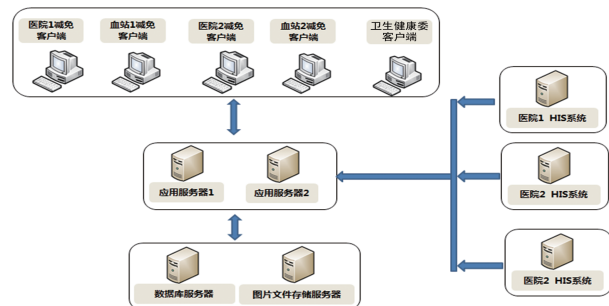 医院1减免
客户端
血站1减免
客户端
医院2减免
客户端
血站2减免
客户端
卫生健康委
客户端
医院1 HIS系统
应用服务器1
应用服务器2
医院2 HIS系统
数据库服务器
图片文件存储服务器
医院2 HIS系统